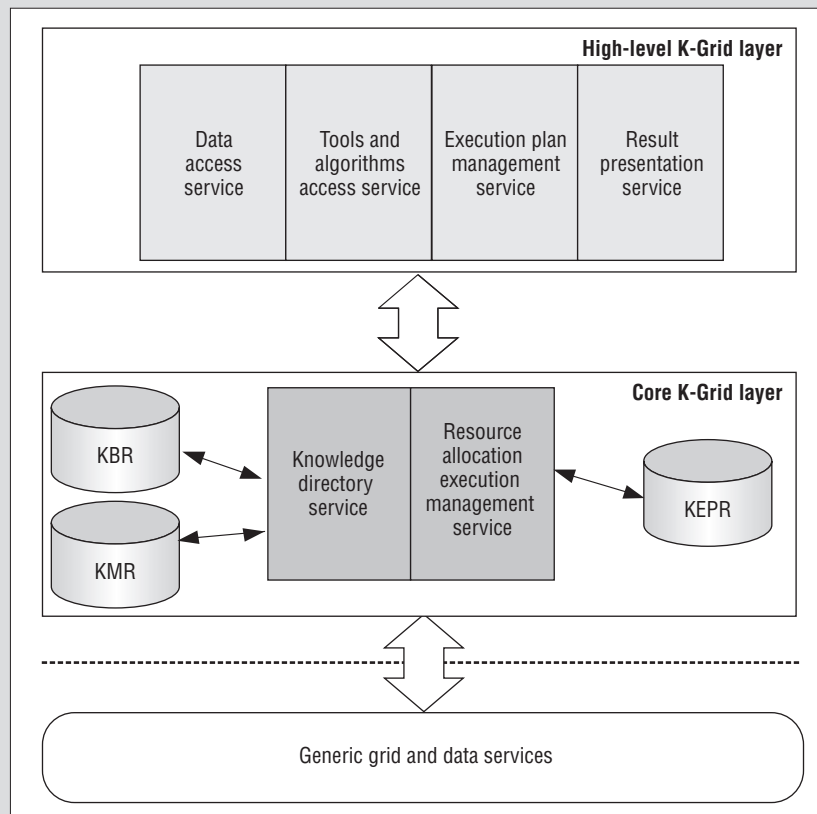 High-level K-Grid layer
Data
access
service
Tools and
algorithms
access service
Execution plan
management
service
Result
presentation
service
Core K-Grid layer
KBR
KMR
Knowledge
directory
service
Resource
allocation
execution
management
service
KEPR
Generic grid and data services